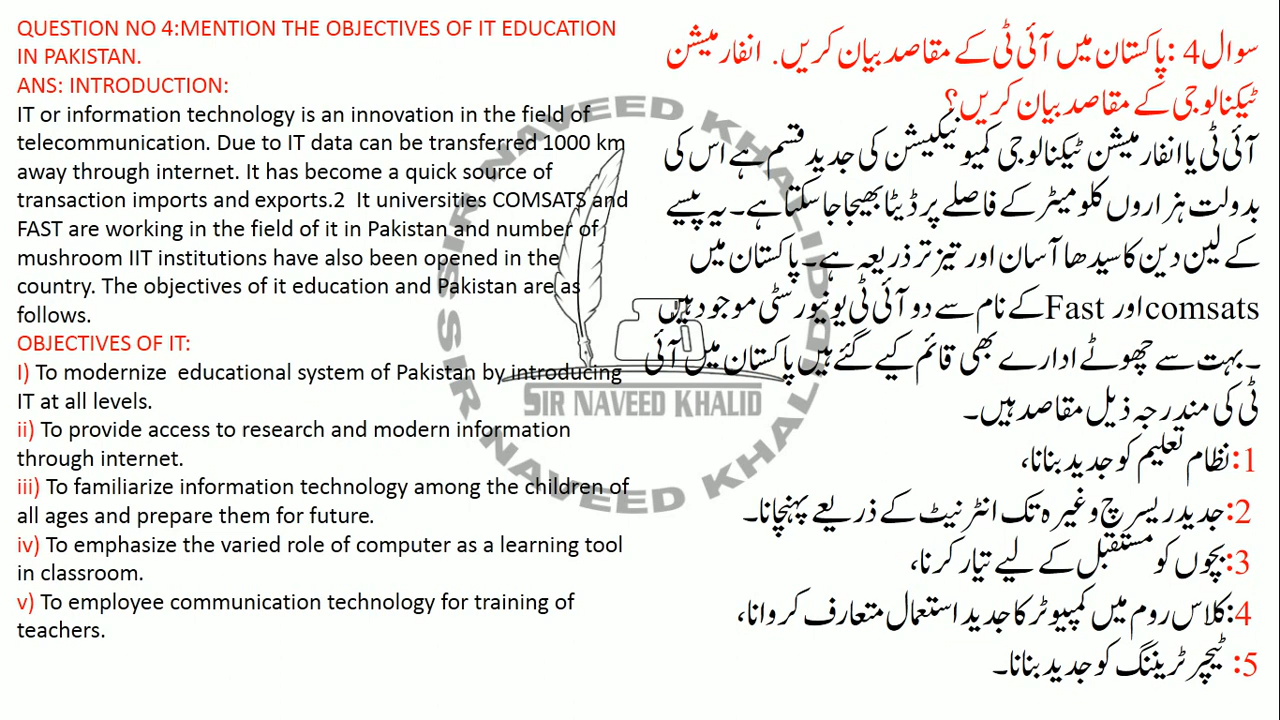 QUESTION NO 4:MENTION THE OBJECTIVES OF IT EDUCATION
IN PAKISTAN.
ANS: INTRODUCTION:
IT or information technology is an innovation in the field of
telecommunication. Due to IT data can be transferred 1000 km
away through internet. It has become a quick source of
transaction imports and exports.2  It universities COMSATS and
FAST are working in the field of it in Pakistan and number of
mushroom IIT institutions have also been opened in the
country. The objectives of it education and Pakistan are as
follows.
OBJECTIVES OF IT:
I) To modernize  educational system of Pakistan by introducing
IT at all levels.
ii) To provide access to research and modern information
through internet.
iii) To familiarize information technology among the children of
all ages and prepare them for future.
iv) To emphasize the varied role of computer as a learning tool
in classroom.
v) To employee communication technology for training of
teachers.
سوال 4 :پاکستان میں آئی ٹی کے مقاصد بیان کریں. انفارمیشن
ٹیکنالوجی کے مقاصد بیان کریں؟
آئی ٹی یا انفارمیشن ٹیکنالوجی کمیونیکیشن کی جدید قسم ہے اس کی
بدولت ہزاروں کلومیٹر کے فاصلے پر ڈیٹا بھیجا جا سکتا ہے۔ یہ پیسے
کے لین دین کا سیدھا آسان اور تیز تر ذریعہ ہے۔ پاکستان میں
comsats اور Fast کے نام سے دو آئی ٹی یونیورسٹی موجود ہیں
۔ بہت سے چھوٹے ادارے بھی قائم کیے گئے ہیں پاکستان میں آئی
ٹی کی مندرجہ ذیل مقاصد ہیں۔
1: نظام تعلیم کو جدید بنانا،
2: جدید ریسرچ وغیرہ تک انٹرنیٹ کے ذریعے پہنچانا۔
3: بچوں کو مستقبل کے لیے تیار کرنا،
4: کلاس روم میں کمپیوٹر کا جدید استعمال متعارف کروانا،
5: ٹیچر ٹریننگ کو جدید بنانا۔
SIR NAVEED KHALID
SIR NAVEED KHALID
SIR NAVEED KHALID